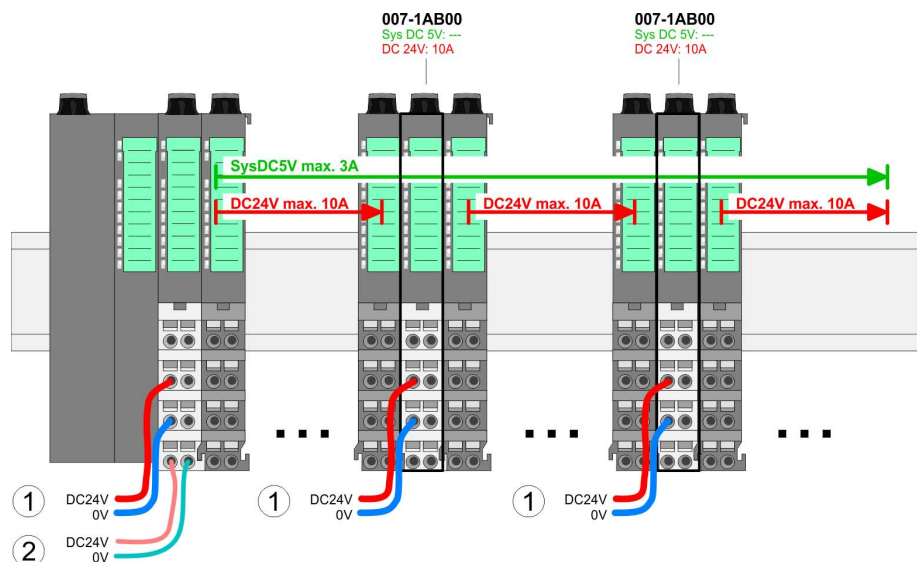 007-1AB00
Sys DC 5V: ---
DC 24V: 10A
007-1AB00
Sys DC 5V: ---
DC 24V: 10A
SysDC5V max. 3A
DC24V max. 10A
DC24V max. 10A
DC24V max. 10A
1
DC24V
0V
2
DC24V
0V
1
DC24V
0V
1
DC24V
0V